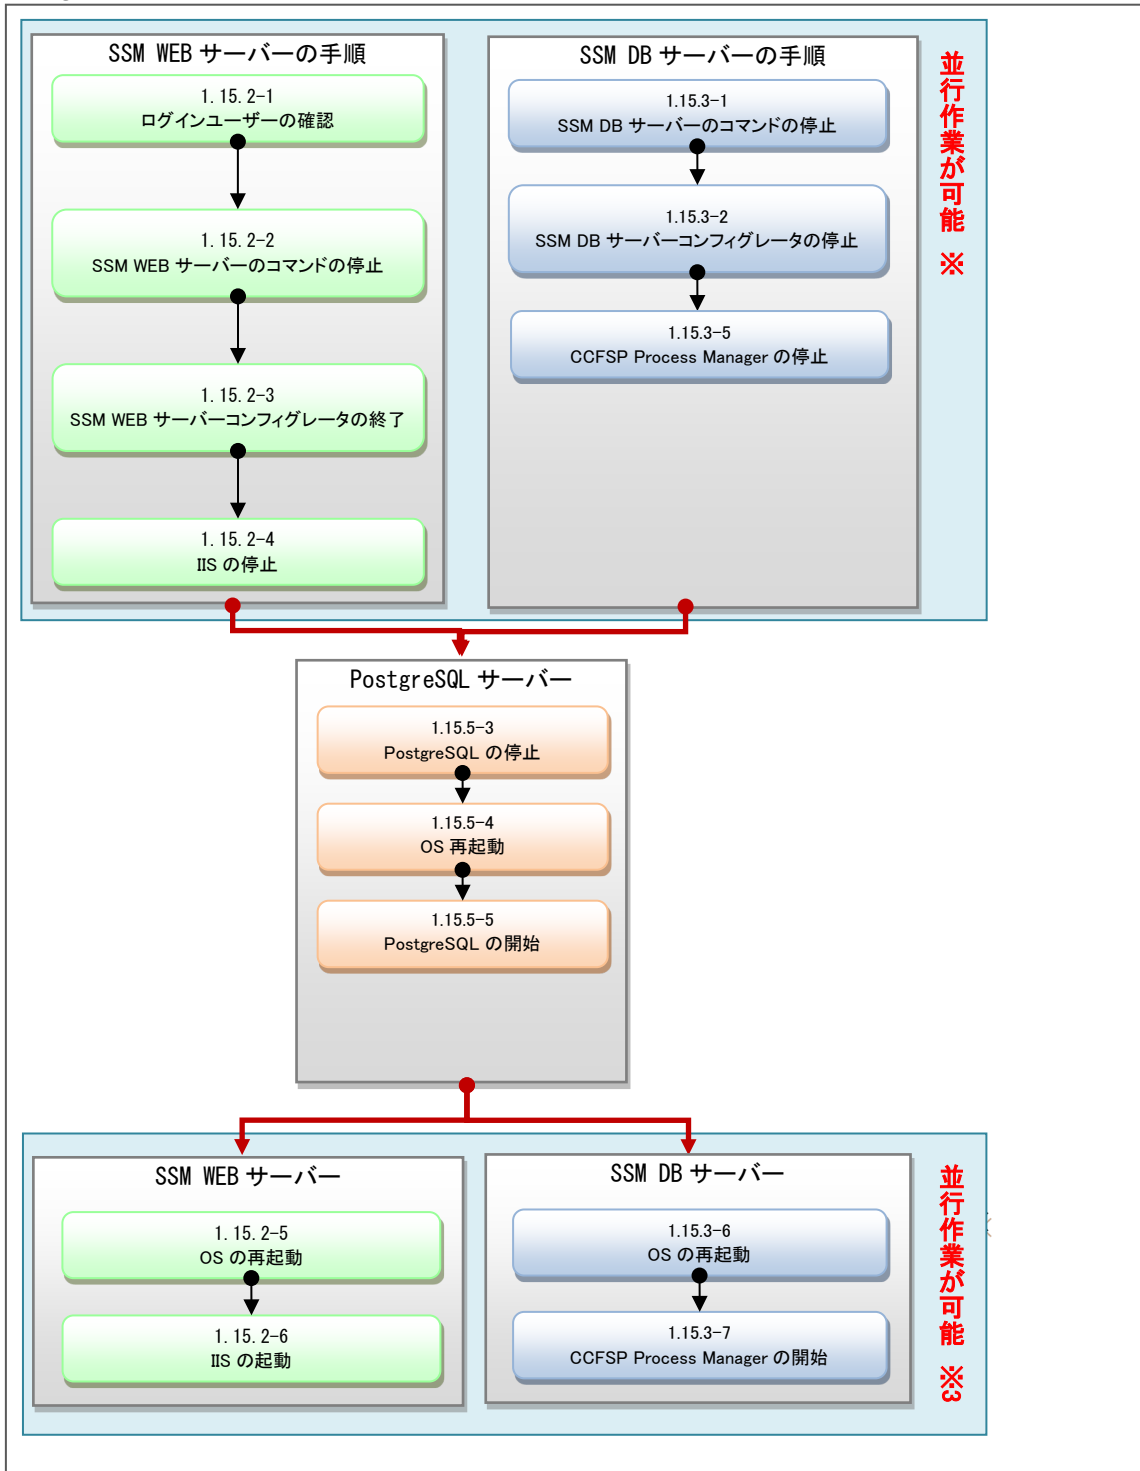 SSM WEB サーバーの手順
1.15.2-1
ログインユーザーの確認
1.15.2-2
SSM WEB サーバーのコマンドの停止
1.15.2-3
SSM WEB サーバーコンフィグレータの終了
1.15.2-4
IIS の停止
SSM DB サーバーの手順
1.15.3-1
SSM DB サーバーのコマンドの停止
1.15.3-2
SSM DB サーバーコンフィグレータの停止
1.15.3-5
CCFSP Process Manager の停止
並行作業が可能 ※
PostgreSQL サーバー
1.15.5-3
PostgreSQL の停止
1.15.5-4
OS 再起動
1.15.5-5
PostgreSQL の開始
SSM WEB サーバー
1.15.2-5
OS の再起動
1.15.2-6
IIS の起動
SSM DB サーバー
1.15.3-6
OS の再起動
1.15.3-7
CCFSP Process Manager の開始
並行作業が可能 ※3